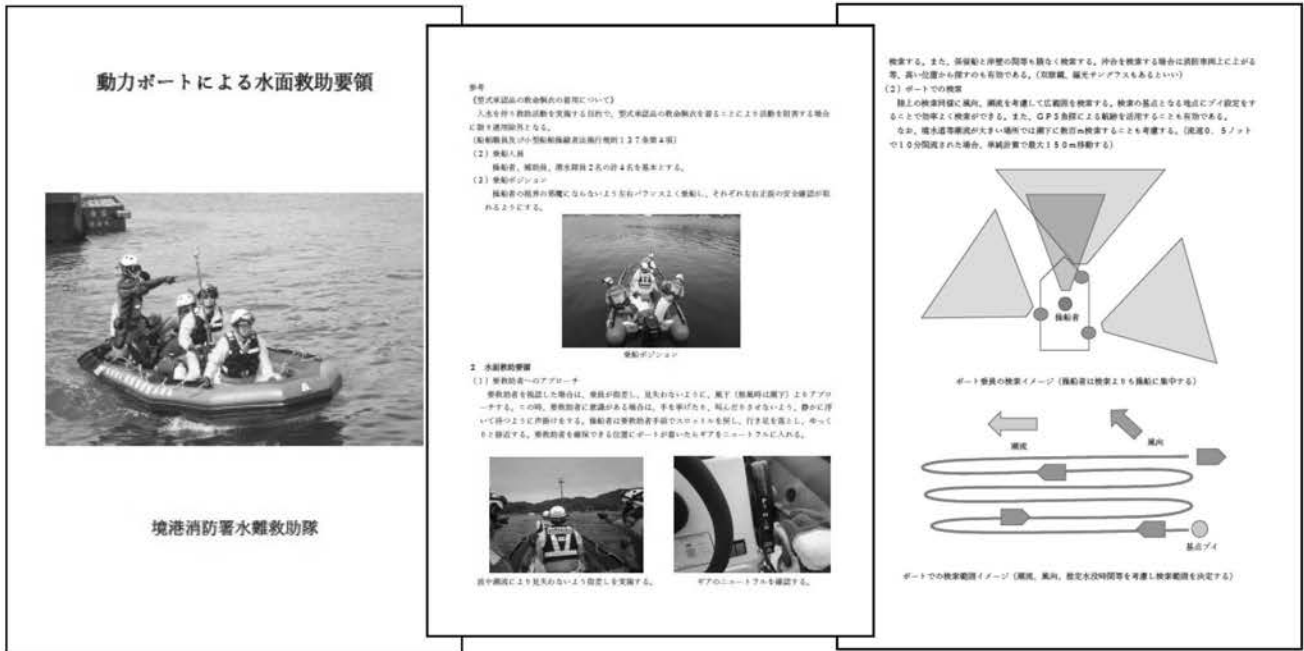 動力ボートによる水面救助要領
境港消防署水難救助隊
参考
《型式承認品の救命胴衣の着用について》
入水を伴う救助活動を実施する目的で、型式承認品の救命胴衣を着ることにより活動を阻害する場合
に限り適用除外となる。
(船舶職員及び小型船舶操縦者法施行規則137条第4項)
(2)乗船人員
操船者、補助員、潜水隊員2名の計4名を基本とする。
(3)乗船ポジション
操船者の視界の邪魔にならないよう左右バランスよく乗船し、それぞれ左右正面の安全確認が取
れるようにする。
乗船ポジション
2 水面救助要領
(1)要救助者へのアプローチ
要救助者を視認した場合は、乗員が指差し、見失わないように、風下(無風時は潮下)よりアプロ
ーチする。この時、要救助者に意識がある場合は、手を挙げたり、叫んだりさせないよう、静かに浮
いて待つように声掛けをする。操船者は要救助者手前でスロットルを戻し、行き足を落とし、ゆっく
りと接近する。要救助者を確保できる位置にボートが着いたらギアをニュートラルに入れる。
波や潮流により見失わないよう指差しを実施する。
ギアのニュートラルを確認する。
検索する。また、係留船と岸壁の間等も隈なく検索する。沖合を検索する場合は消防車両上に上がる
等、高い位置から探すのも有効である。(双眼鏡、偏光サングラスもあるといい)
(2)ボートでの検索
陸上の検索同様に風向、潮流を考慮して広範囲を検索する。検索の基点となる地点にブイ設定をす
ることで効率よく検索ができる。また、GPS魚探による航跡を活用することも有効である。
なお、境水道等潮流が大きい場所では潮下に数百m検索することも考慮する。(流速0.5ノット
で10分間流された場合、単純計算で最大150m移動する)
操船者
ボート乗員の検索イメージ(操船者は検索よりも操船に集中する)
潮流
風向
基点ブイ
ボートでの検索範囲イメージ(潮流、風向、推定水没時間等を考慮し検索範囲を決定する)